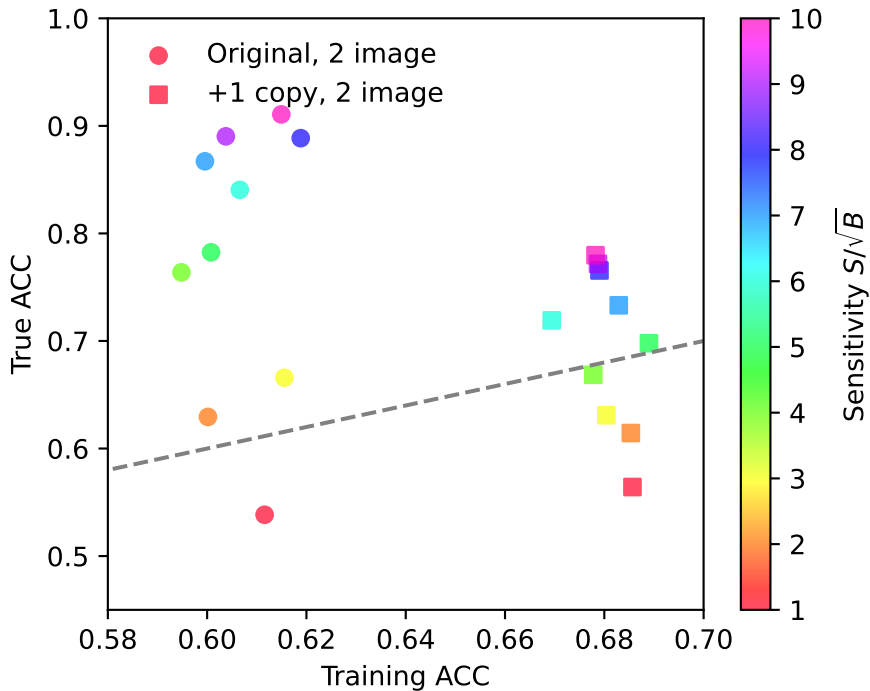 1.0
0.9
0.8
0.7
0.6
0.5
True ACC
Original, 2 image
+1 copy, 2 image
0.58 0.60 0.62 0.64 0.66 0.68 0.70
Training ACC
10
9
8
7
6
5
4
3
2
1
Sensitivity S/√B